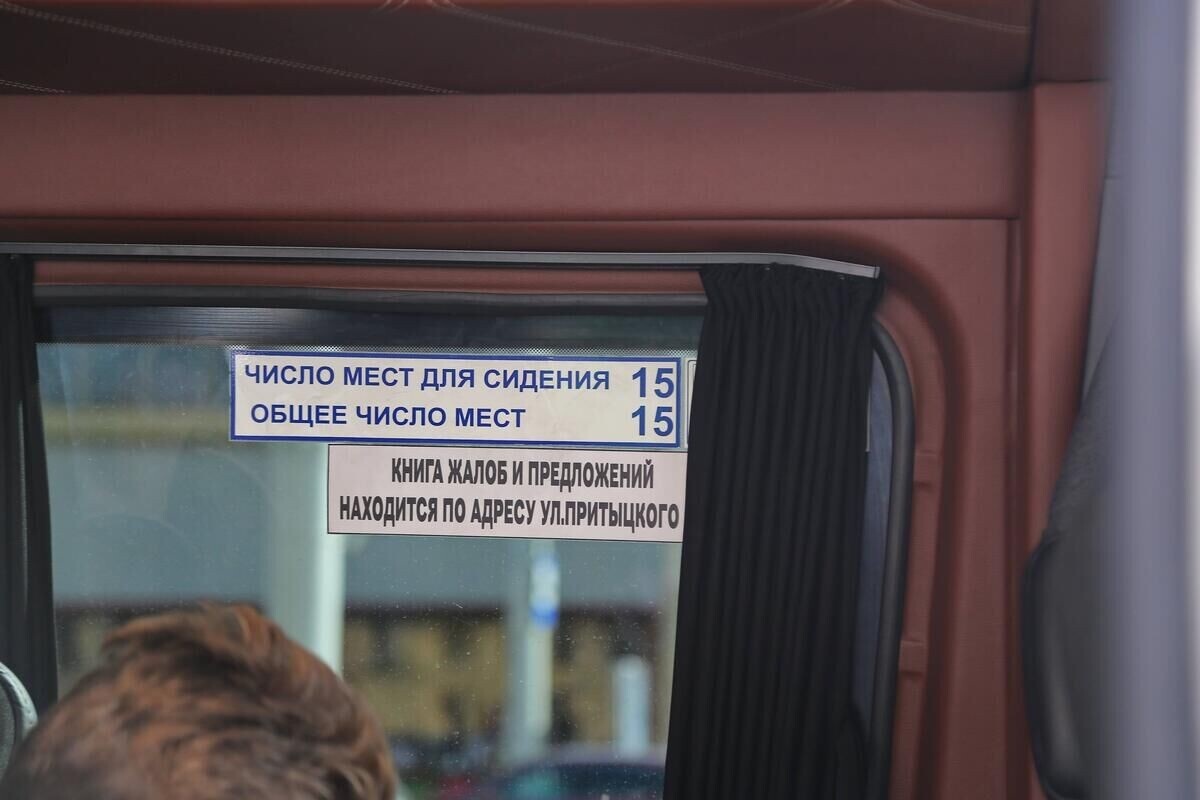 ЧИСЛО МЕСТ ДЛЯ СИДЕНИЯ 15
ОБЩЕЕ ЧИСЛО МЕСТ 15
КНИГА ЖАЛОБ И ПРЕДЛОЖЕНИЙ
НАХОДИТСЯ ПО АДРЕСУ УЛ.ПРИТЫЦКОГО